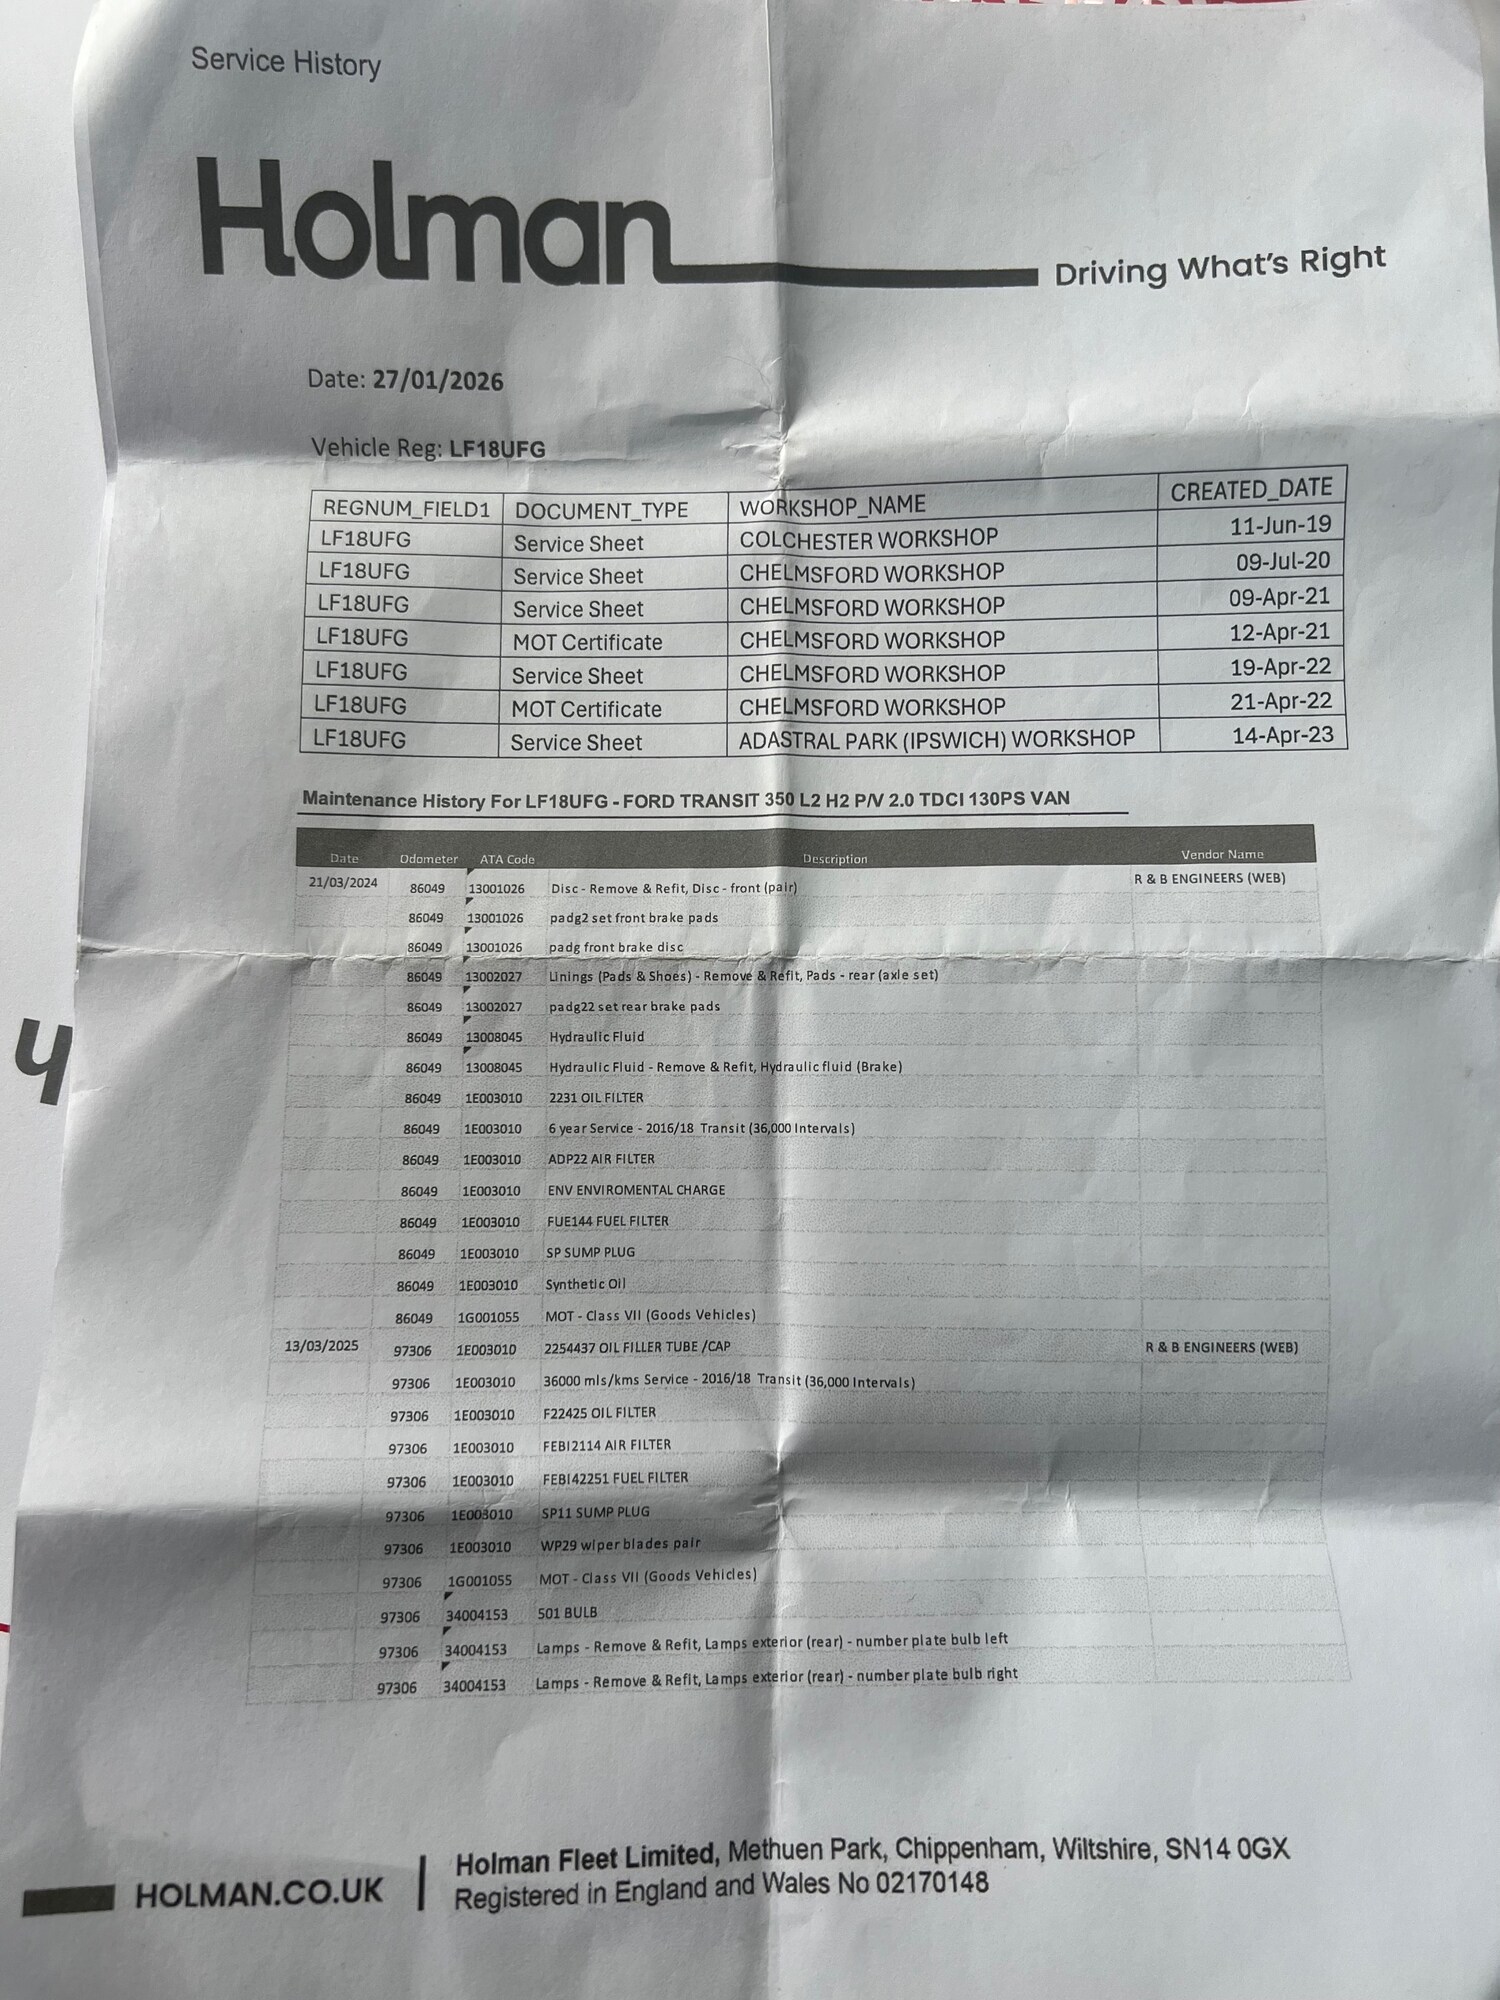 Service History
Holman
Driving What's Right
Date: 27/01/2026
Vehicle Reg: LF18UFG
REGNUM_FIELD1 DOCUMENT_TYPE WORKSHOP_NAME CREATED_DATE
LF18UFG Service Sheet COLCHESTER WORKSHOP 11-Jun-19
LF18UFG Service Sheet CHELMSFORD WORKSHOP 09-Jul-20
LF18UFG Service Sheet CHELMSFORD WORKSHOP 09-Apr-21
LF18UFG MOT Certificate CHELMSFORD WORKSHOP 12-Apr-21
LF18UFG Service Sheet CHELMSFORD WORKSHOP 19-Apr-22
LF18UFG MOT Certificate CHELMSFORD WORKSHOP 21-Apr-22
LF18UFG Service Sheet ADASTRAL PARK (IPSWICH) WORKSHOP 14-Apr-23
Maintenance History For LF18UFG - FORD TRANSIT 350 L2 H2 P/V 2.0 TDCI 130PS VAN
Date Odometer ATA Code Description Vendor Name
21/03/2024 86049 13001026 Disc - Remove & Refit, Disc - front (pair) R & B ENGINEERS (WEB)
86049 13001026 padg2 set front brake pads
86049 13001026 padg front brake disc
86049 13002027 Linings (Pads & Shoes) - Remove & Refit, Pads - rear (axle set)
86049 13002027 padg22 set rear brake pads
86049 13008045 Hydraulic Fluid
86049 13008045 Hydraulic Fluid - Remove & Refit, Hydraulic fluid (Brake)
86049 1E003010 2231 OIL FILTER
86049 1E003010 6 year Service - 2016/18 Transit (36,000 Intervals)
86049 1E003010 ADP22 AIR FILTER
86049 1E003010 ENV ENVIROMENTAL CHARGE
86049 1E003010 FUE144 FUEL FILTER
86049 1E003010 SP SUMP PLUG
86049 1E003010 Synthetic Oil
86049 1G001055 MOT - Class VII (Goods Vehicles)
13/03/2025 97306 1E003010 2254437 OIL FILLER TUBE /CAP R & B ENGINEERS (WEB)
97306 1E003010 36000 mls/kms Service - 2016/18 Transit (36,000 Intervals)
97306 1E003010 F22425 OIL FILTER
97306 1E003010 FEBI2114 AIR FILTER
97306 1E003010 FEBI42251 FUEL FILTER
97306 1E003010 SP11 SUMP PLUG
97306 1E003010 WP29 wiper blades pair
97306 1G001055 MOT - Class VII (Goods Vehicles)
97306 34004153 501 BULB
97306 34004153 Lamps - Remove & Refit, Lamps exterior (rear) - number plate bulb left
97306 34004153 Lamps - Remove & Refit, Lamps exterior (rear) - number plate bulb right
HOLMAN.CO.UK
Holman Fleet Limited, Methuen Park, Chippenham, Wiltshire, SN14 0GX
Registered in England and Wales No 02170148